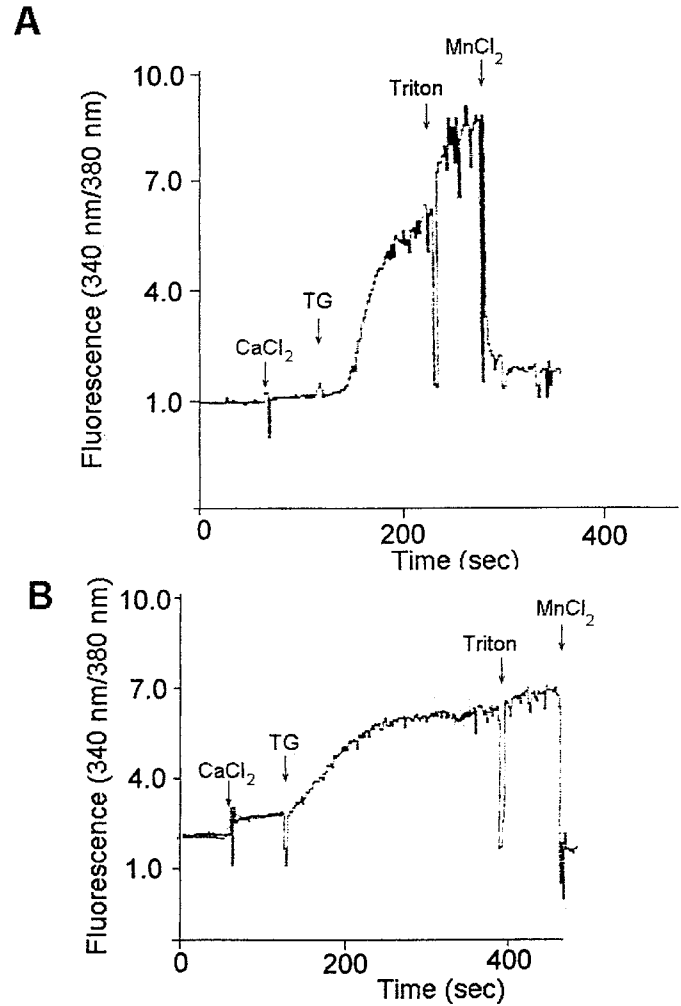 A
MnCl2
10.0
Triton
7.0
4.0
TG
CaCl2
1.0
Fluorescence (340 nm/380 nm)
0
200
400
Time (sec)
B
10.0
MnCl2
Triton
7.0
TG
CaCl2
4.0
1.0
Fluorescence (340 nm/380 nm)
0
200
400
Time (sec)